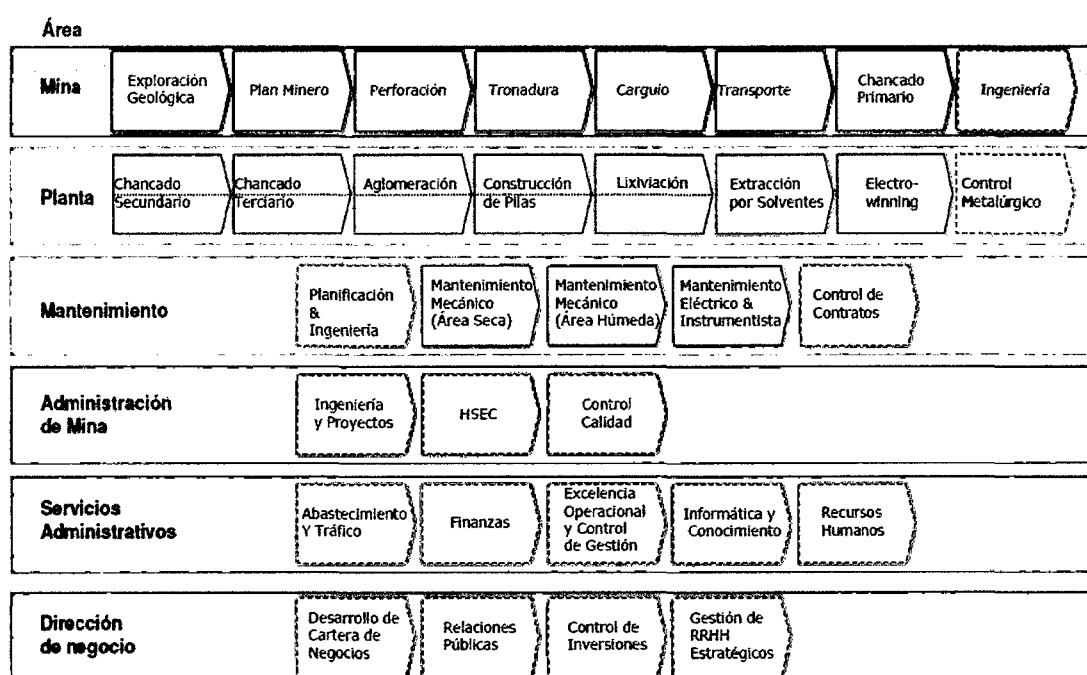 Área
Mina
Exploración
Geológica
Plan Minero
Perforación
Tronadura
Carguio
Transporte
Chancado
Primario
Ingeniería
Planta
Chancado
Secundario
Chancado
Terciario
Aglomeración
Construcción
de Pilas
Lixiviación
Extracción
por Solventes
Electro-
winning
Control
Metalúrgico
Mantenimiento
Planificación
&
Ingeniería
Mantenimiento
Mecánico
(Área Seca)
Mantenimiento
Mecánico
(Área Húmeda)
Mantenimiento
Eléctrico &
Instrumentista
Control de
Contratos
Administración
de Mina
Ingeniería
y Proyectos
HSEC
Control
Calidad
Servicios
Administrativos
Abastecimiento
Y Tráfico
Finanzas
Excelencia
Operacional
y Control
de Gestión
Informática y
Conocimiento
Recursos
Humanos
Dirección
de negocio
Desarrollo de
Cartera de
Negocios
Relaciones
Públicas
Control de
Inversiones
Gestión de
RRHH
Estratégicos